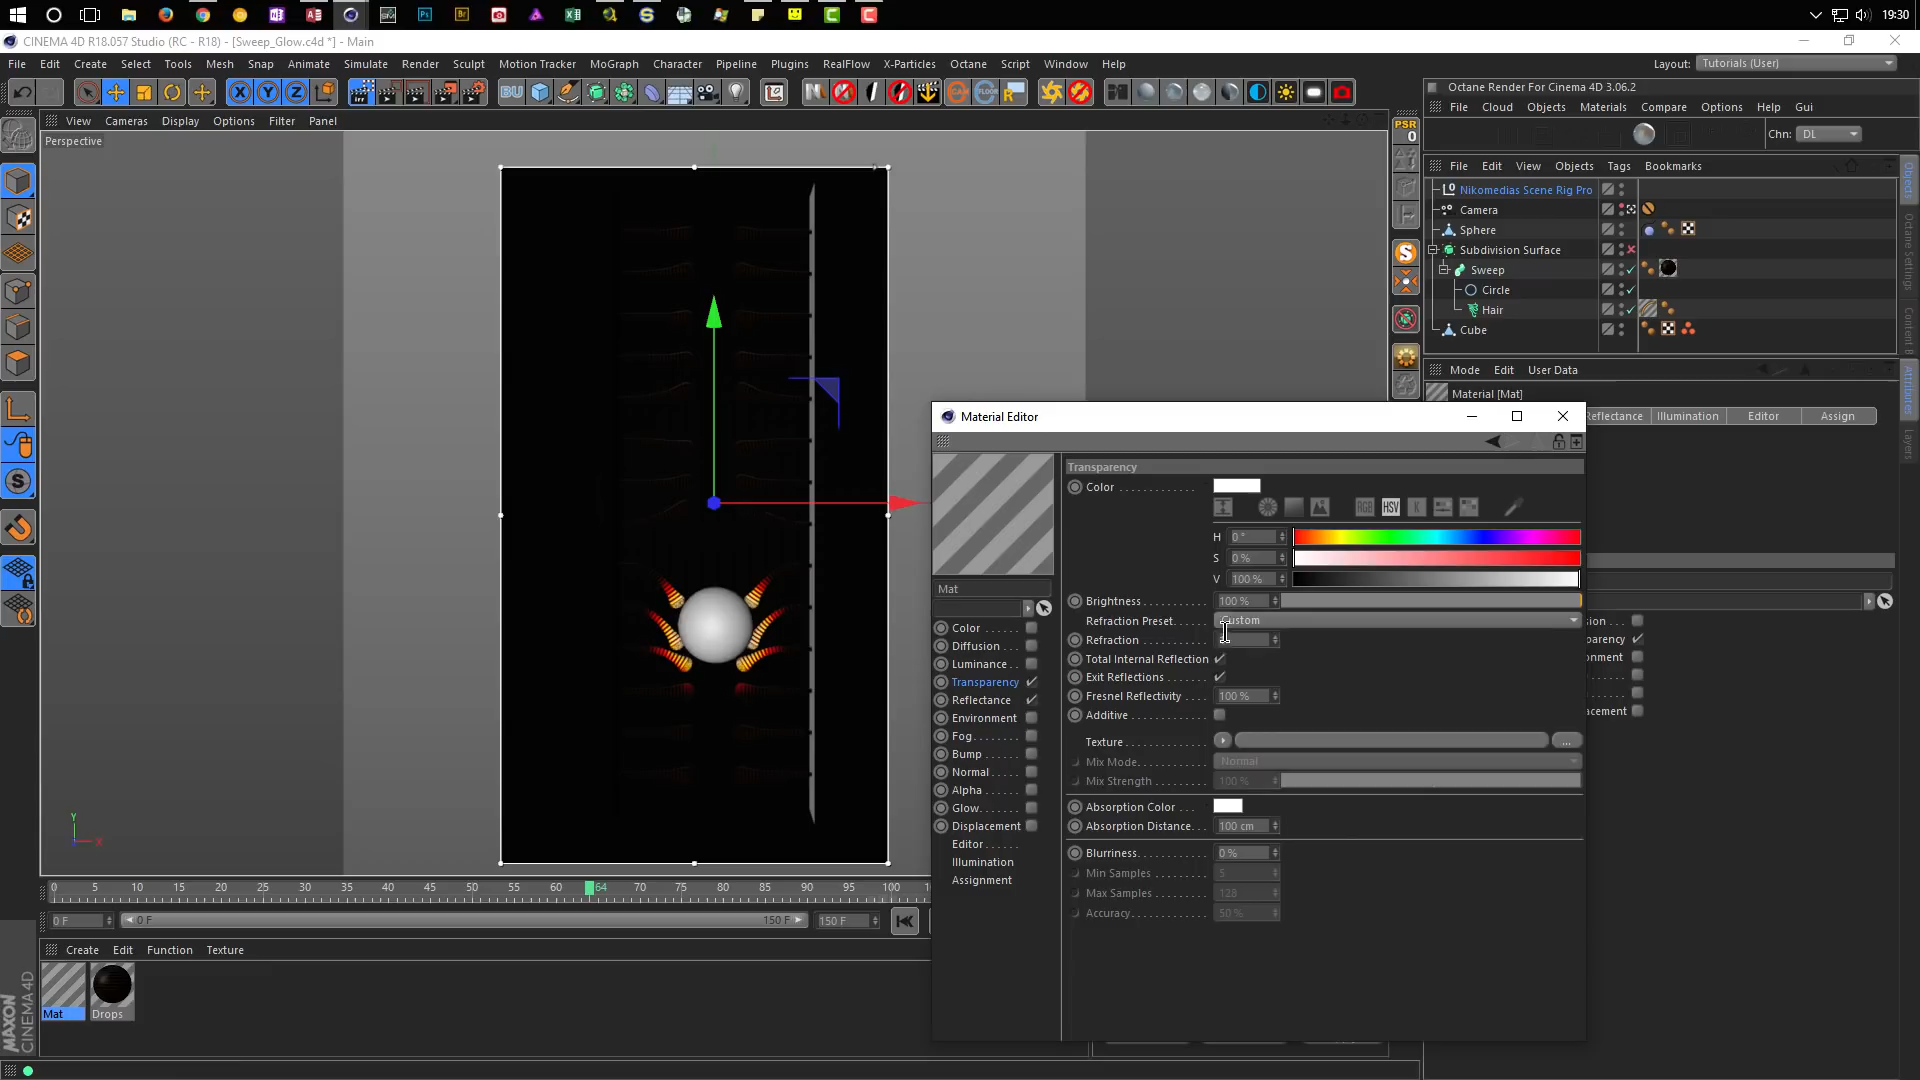 19:30
CINEMA 4D R18.057 Studio (RC - R18) - [Sweep_Glow.c4d *] - Main
File Edit Create Select Tools Mesh Snap Animate Simulate Render Sculpt Motion Tracker MoGraph Character Pipeline Plugins RealFlow X-Particles Octane Script Window Help
Layout: Tutorials (User)
Octane Render For Cinema 4D 3.06.2
File Cloud Objects Materials Compare Options Help Gui
Chn: DL
View Cameras Display Options Filter Panel
Perspective
PSR
0
File Edit View Objects Tags Bookmarks
Nikomedias Scene Rig Pro
Camera
Sphere
Subdivision Surface
Sweep
Circle
Hair
Cube
Objects
Octane Settings
Attributes
Layers
Mode Edit User Data
Material [Mat]
Reflectance Illumination Editor Assign
Material Editor
Transparency
Color
RGB HSV K
H 0 °
S 0 %
V 100 %
Brightness 100 %
Refraction Preset Custom
Refraction
Total Internal Reflection
Exit Reflections
Fresnel Reflectivity 100 %
Additive
Texture ...
Mix Mode Normal
Mix Strength 100 %
Absorption Color
Absorption Distance 100 cm
Blurriness 0 %
Min Samples 5
Max Samples 128
Accuracy 50 %
Mat
Color
Diffusion
Luminance
Transparency
Reflectance
Environment
Fog
Bump
Normal
Alpha
Glow
Displacement
Editor
Illumination
Assignment
Y
X
0 5 10 15 20 25 30 35 40 45 50 55 60 64 70 75 80 85 90 95 100
0 F 0 F 150 F 150 F
Create Edit Function Texture
Mat Drops
MAXON
CINEMA 4D